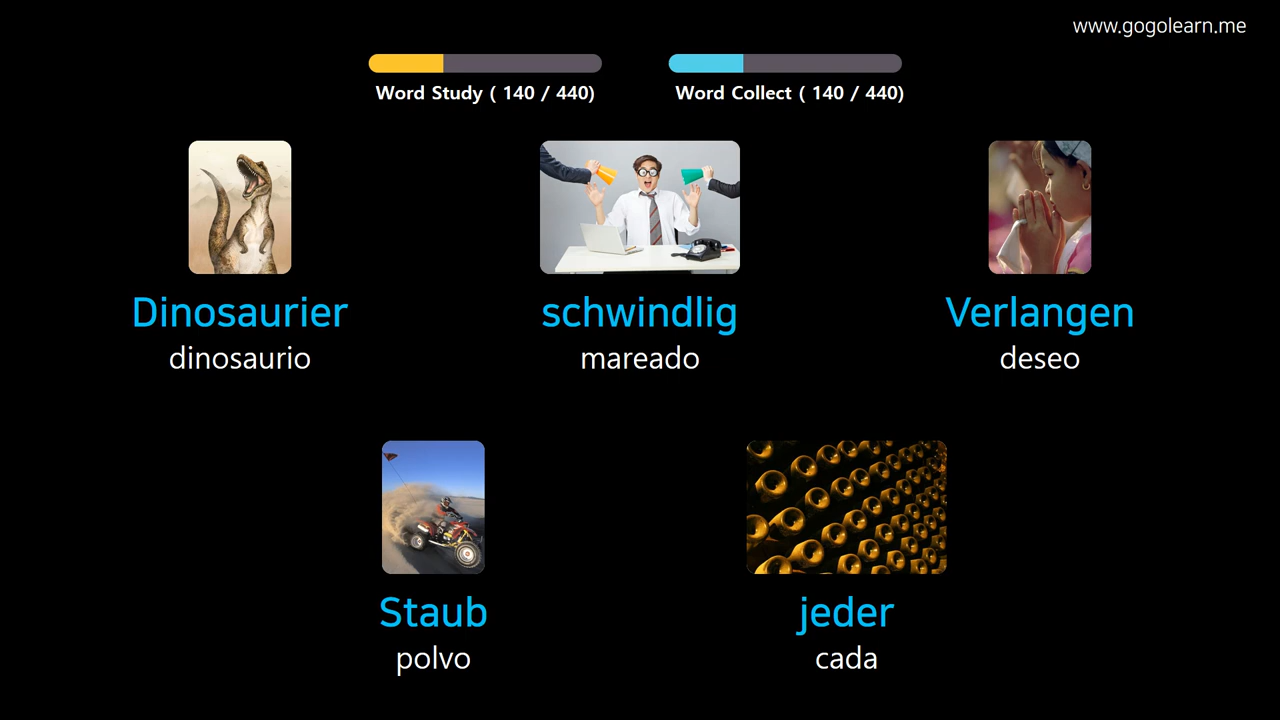 www.gogolearn.me
Word Study ( 140 / 440)
Word Collect ( 140 / 440)
Dinosaurier
dinosaurio
schwindlig
mareado
Verlangen
deseo
Staub
polvo
jeder
cada